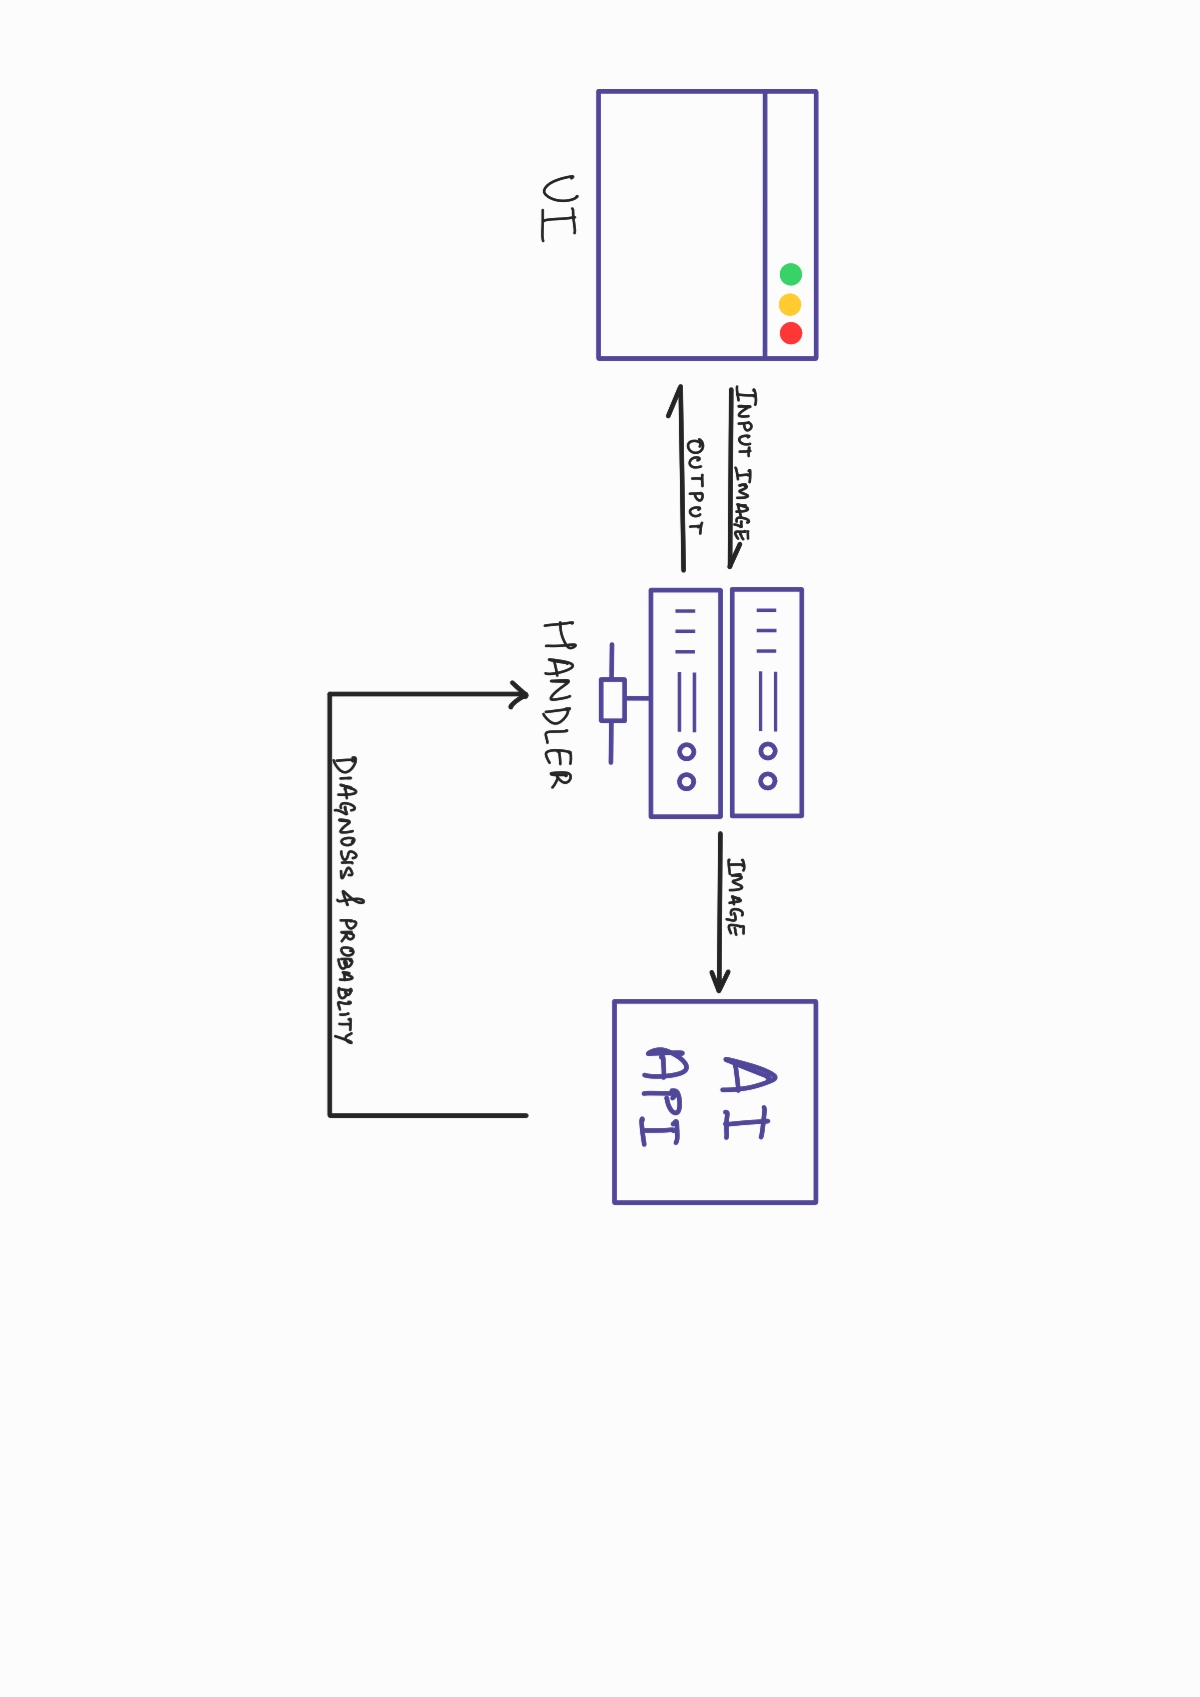 INPUT IMAGE
OUTPUT
IMAGE
AI
API
UI
HANDLER
DIAGNOSIS & PROBABLITY